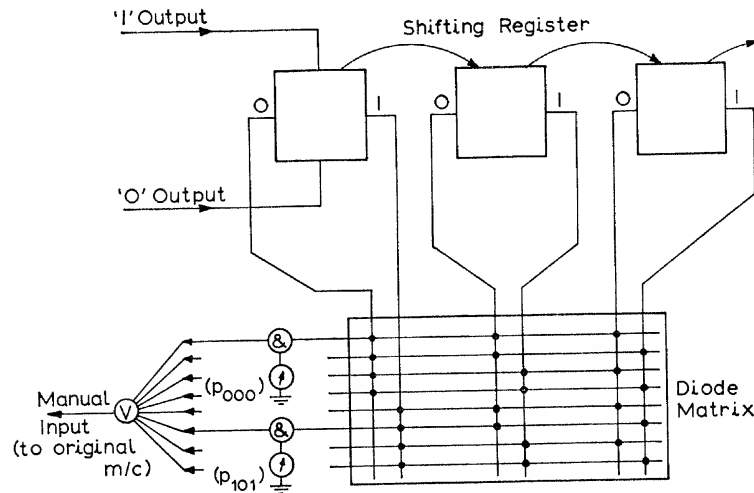 'I' Output
Shifting Register
O I O I O I
'O' Output
&
(p000)
Manual
Input
(to original
m/c)
V
&
(p101)
Diode
Matrix